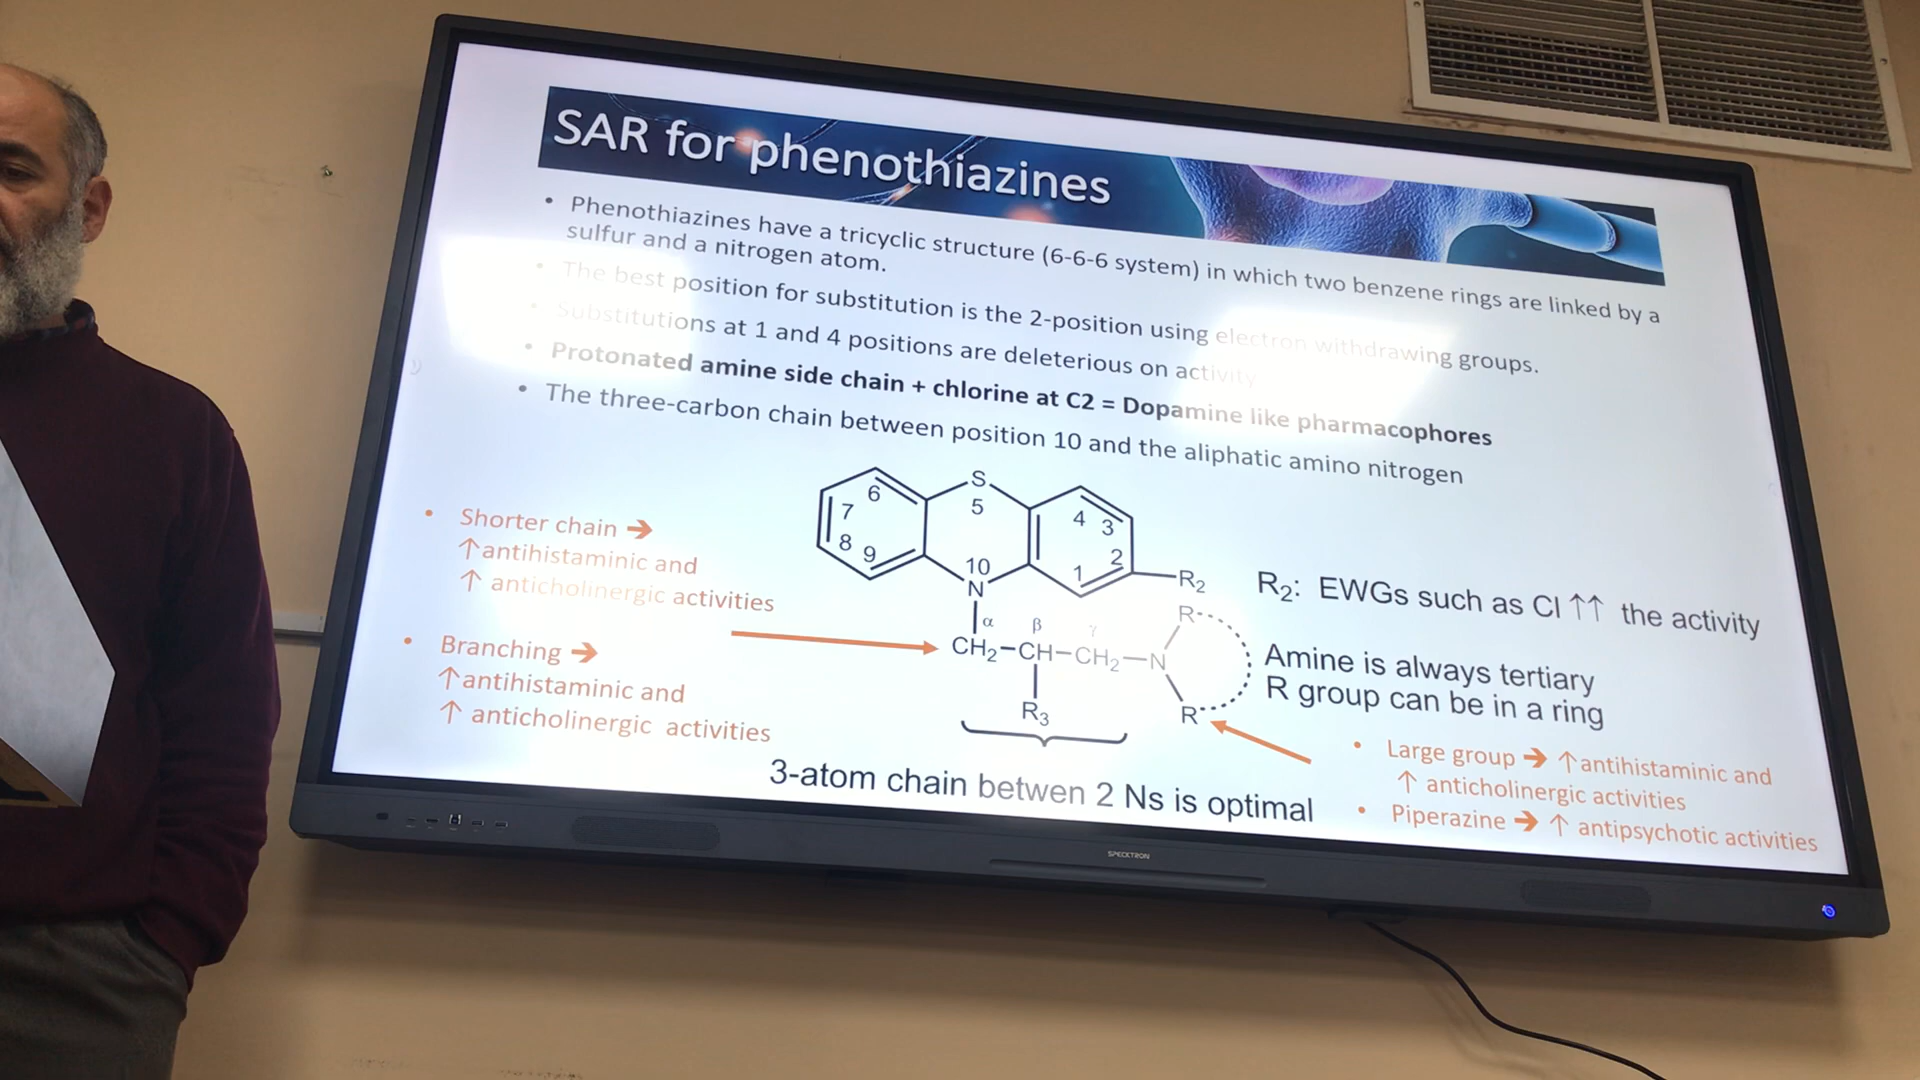 SAR for phenothiazines
• Phenothiazines have a tricyclic structure (6-6-6 system) in which two benzene rings are linked by a
sulfur and a nitrogen atom.
• The best position for substitution is the 2-position using electron withdrawing groups.
• Substitutions at 1 and 4 positions are deleterious on activity
• Protonated amine side chain + chlorine at C2 = Dopamine like pharmacophores
• The three-carbon chain between position 10 and the aliphatic amino nitrogen
• Shorter chain ➔
↑antihistaminic and
↑ anticholinergic activities
• Branching ➔
↑antihistaminic and
↑ anticholinergic activities
S
5
6
7
8
9
10
N
4
3
2
1
R₂
α
β
γ
CH₂-CH-CH₂-N
R
R
R₃
3-atom chain betwen 2 Ns is optimal
R₂: EWGs such as Cl ↑↑ the activity
Amine is always tertiary
R group can be in a ring
• Large group ➔ ↑antihistaminic and
↑ anticholinergic activities
• Piperazine ➔ ↑ antipsychotic activities
SPECKTRON